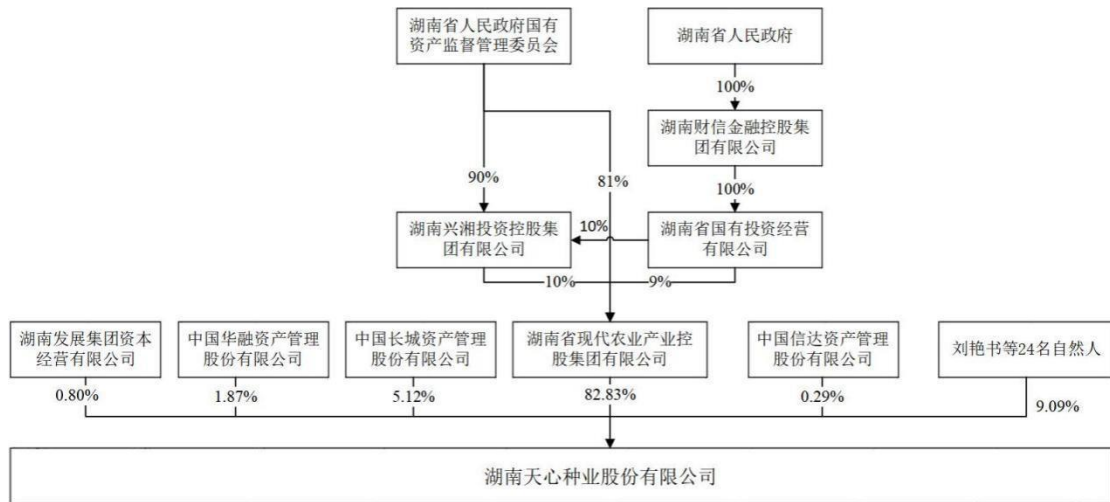 湖南省人民政府国有
资产监督管理委员会
湖南省人民政府
100%
湖南财信金融控股集
团有限公司
90%
81%
100%
湖南兴湘投资控股集
团有限公司
10%
湖南省国有投资经营
有限公司
10%
9%
湖南发展集团资本
经营有限公司
中国华融资产管理
股份有限公司
中国长城资产管理
股份有限公司
湖南省现代农业产业控
股集团有限公司
中国信达资产管理
股份有限公司
刘艳书等24名自然人
0.80%
1.87%
5.12%
82.83%
0.29%
9.09%
湖南天心种业股份有限公司